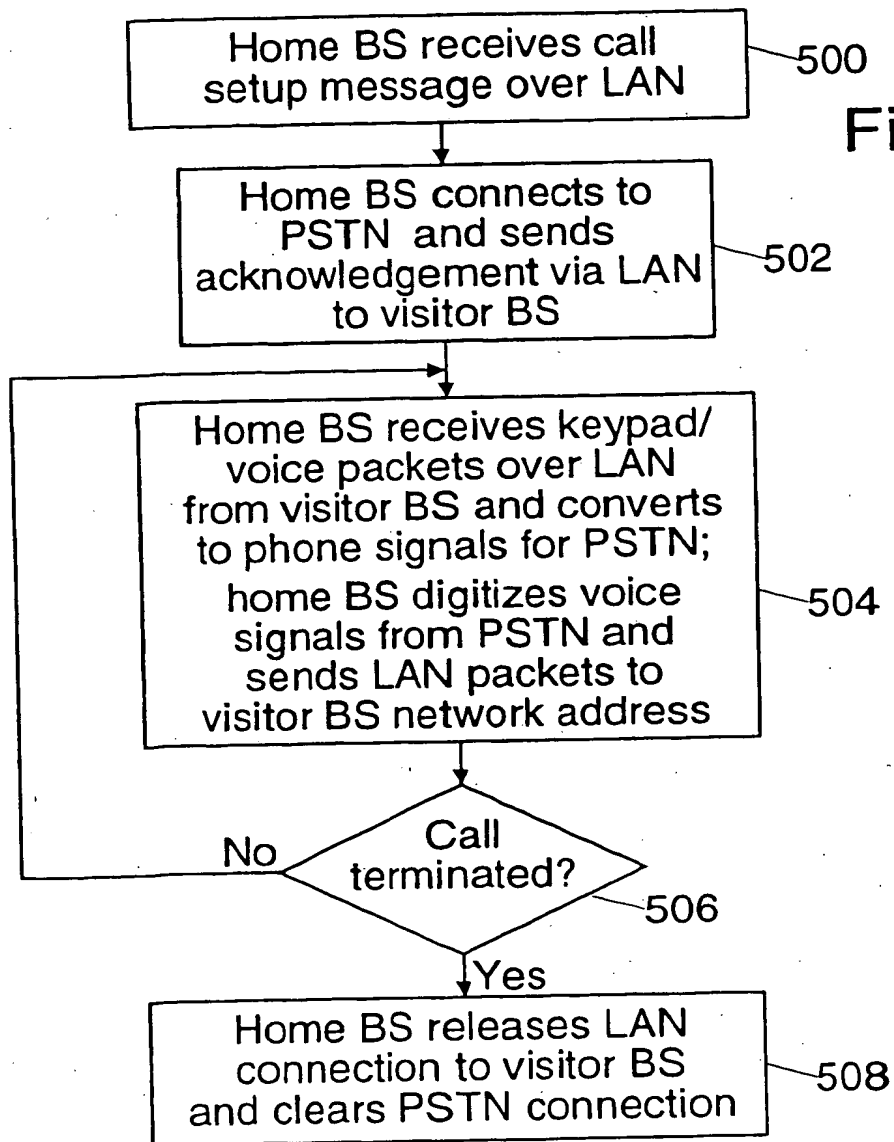 Home BS receives call
setup message over LAN
500
Fi
Home BS connects to
PSTN and sends
acknowledgement via LAN
to visitor BS
502
Home BS receives keypad/
voice packets over LAN
from visitor BS and converts
to phone signals for PSTN;
home BS digitizes voice
signals from PSTN and
sends LAN packets to
visitor BS network address
504
Call
terminated?
No
506
Yes
Home BS releases LAN
connection to visitor BS
and clears PSTN connection
508